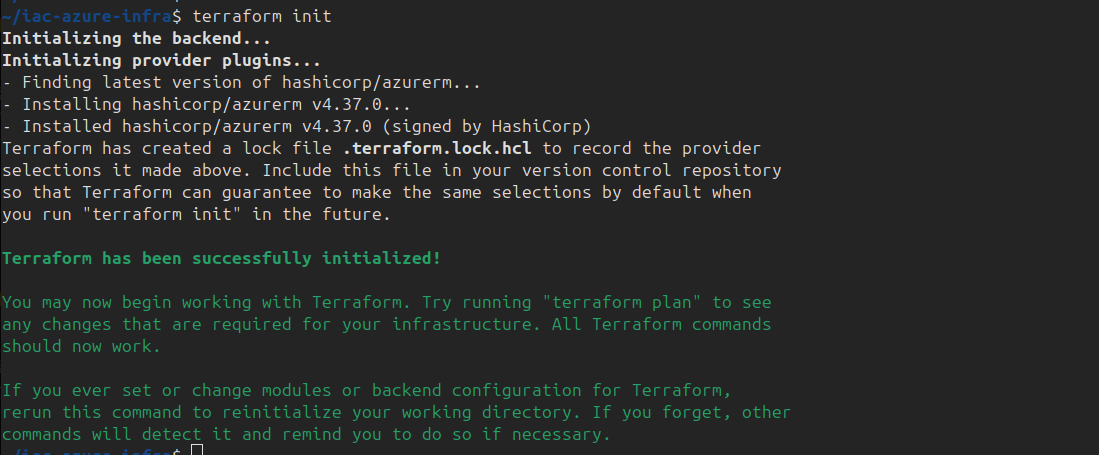 ~/iac-azure-infra$ terraform init
Initializing the backend...
Initializing provider plugins...
- Finding latest version of hashicorp/azurerm...
- Installing hashicorp/azurerm v4.37.0...
- Installed hashicorp/azurerm v4.37.0 (signed by HashiCorp)
Terraform has created a lock file .terraform.lock.hcl to record the provider
selections it made above. Include this file in your version control repository
so that Terraform can guarantee to make the same selections by default when
you run "terraform init" in the future.
Terraform has been successfully initialized!
You may now begin working with Terraform. Try running "terraform plan" to see
any changes that are required for your infrastructure. All Terraform commands
should now work.
If you ever set or change modules or backend configuration for Terraform,
rerun this command to reinitialize your working directory. If you forget, other
commands will detect it and remind you to do so if necessary.
~/iac-azure-infra$